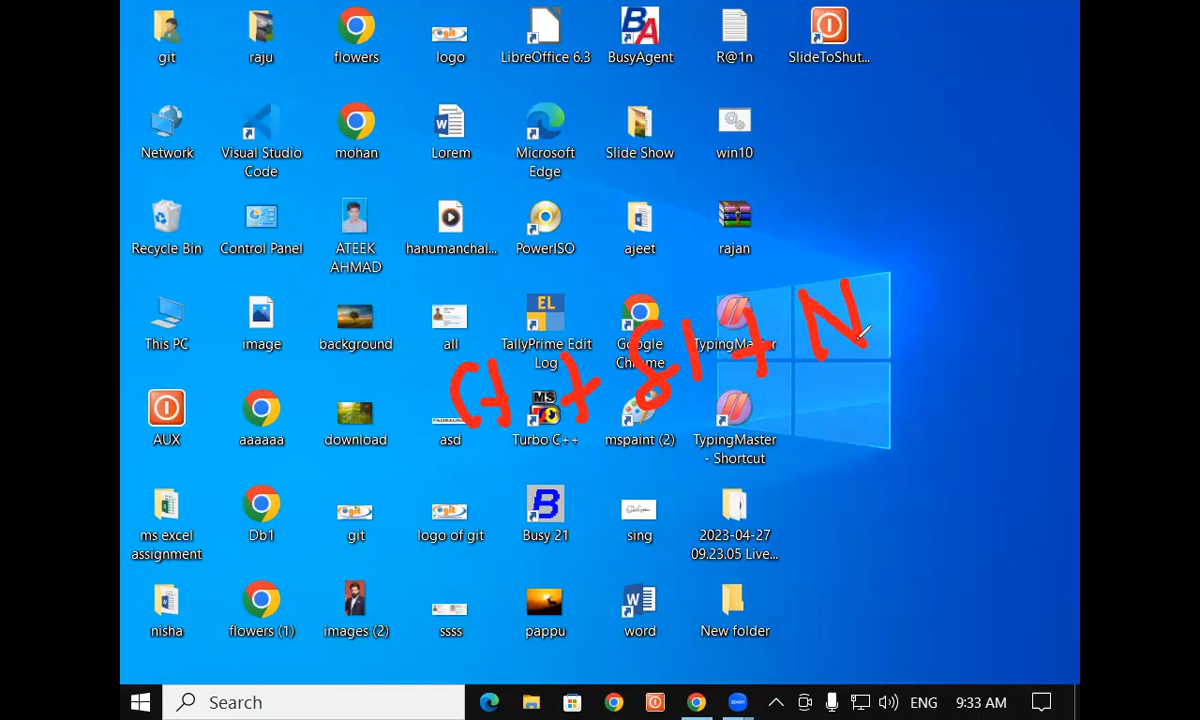 git raju flowers logo LibreOffice 6.3 BusyAgent R@1n SlideToShut...
Network Visual Studio Code mohan Lorem Microsoft Edge Slide Show win10
Recycle Bin Control Panel ATEEK AHMAD hanumanchal... PowerISO ajeet rajan
This PC image background all TallyPrime Edit Log Google Chrome TypingMaster
AUX aaaaaa download asd Turbo C++ mspaint (2) TypingMaster - Shortcut
ms excel assignment Db1 git logo of git Busy 21 sing 2023-04-27 09.23.05 Live...
nisha flowers (1) images (2) ssss pappu word New folder
Search ENG 9:33 AM